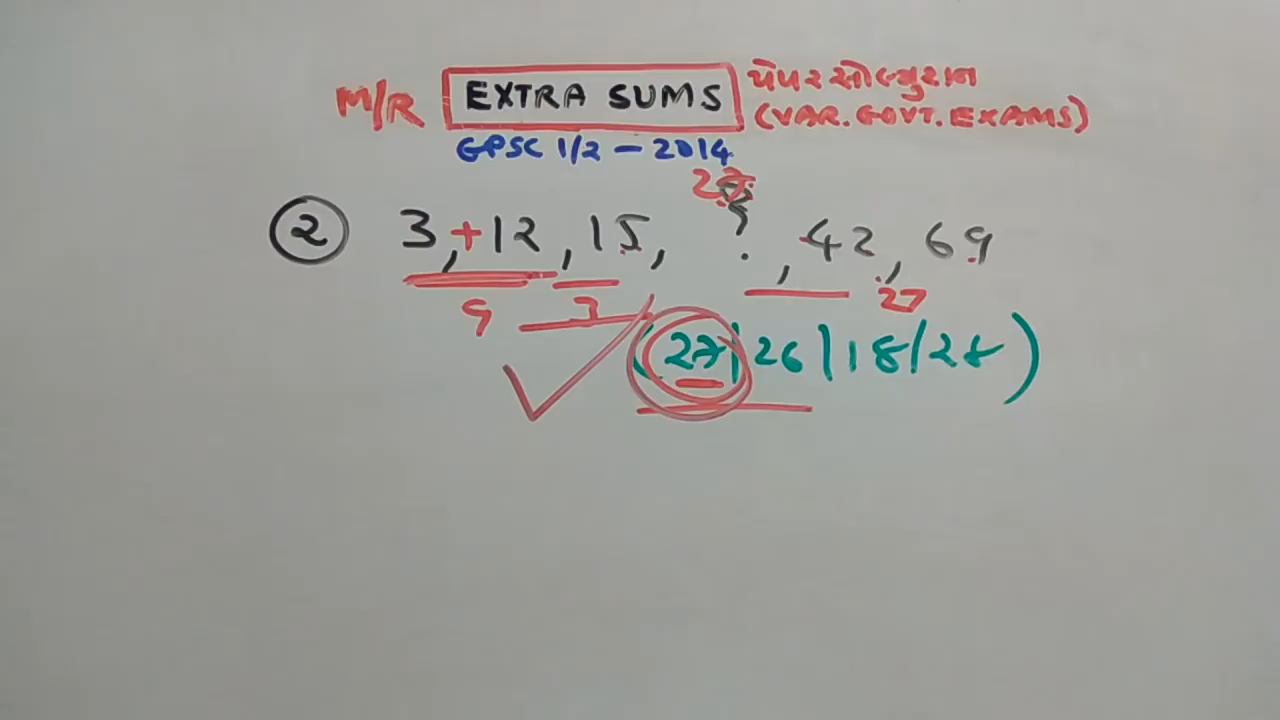 M/R EXTRA SUMS પેપર સોલ્યુશન
(VAR. GOVT. EXAMS)
GPSC 1/2 - 2014
27
② 3, +12, 15, ?, 42, 69
9 3 27
(27/26/18/28)